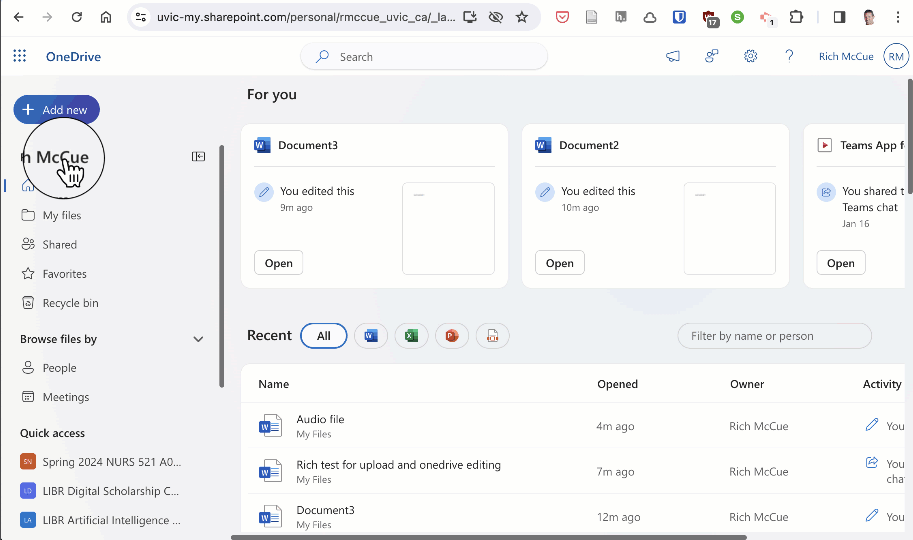 uvic-my.sharepoint.com/personal/rmccue_uvic_ca/_la...
17
S
1
OneDrive
Search
?
Rich McCue
RM
Add new
h McCue
My files
Shared
Favorites
Recycle bin
Browse files by
People
Meetings
Quick access
SN Spring 2024 NURS 521 A0...
LD LIBR Digital Scholarship C...
LA LIBR Artificial Intelligence ...
For you
Document3
You edited this
9m ago
Open
Document2
You edited this
10m ago
Open
Teams App f
You shared t
Teams chat
Jan 16
Open
Recent
All
Filter by name or person
Name Opened Owner Activity
Audio file
My Files
4m ago
Rich McCue
You
Rich test for upload and onedrive editing
My Files
7m ago
Rich McCue
You
cha
Document3
My Files
12m ago
Rich McCue
You